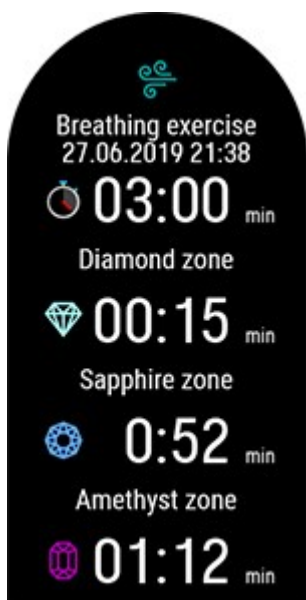 Breathing exercise
27.06.2019 21:38
03:00 min
Diamond zone
00:15 min
Sapphire zone
0:52 min
Amethyst zone
01:12 min